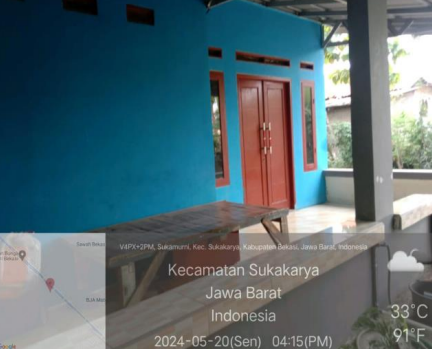 V4PX+2PM, Sukamurni, Kec. Sukakarya, Kabupaten Bekasi, Jawa Barat, Indonesia
Kecamatan Sukakarya
Jawa Barat
Indonesia
2024-05-20(Sen) 04:15(PM)
33°C
91°F
Google